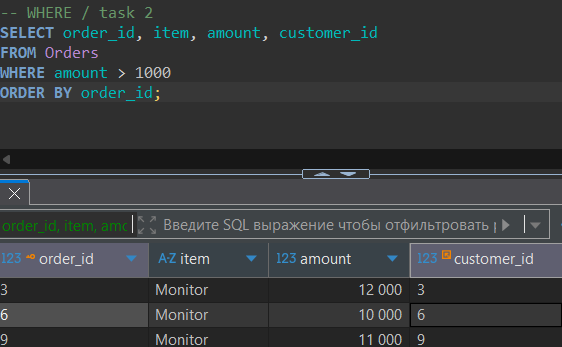 -- WHERE / task 2
SELECT order_id, item, amount, customer_id
FROM Orders
WHERE amount > 1000
ORDER BY order_id;
order_id, item, amo Введите SQL выражение чтобы отфильтровать
123 order_id A-Z item 123 amount 123 customer_id
3 Monitor 12 000 3
6 Monitor 10 000 6
9 Monitor 11 000 9